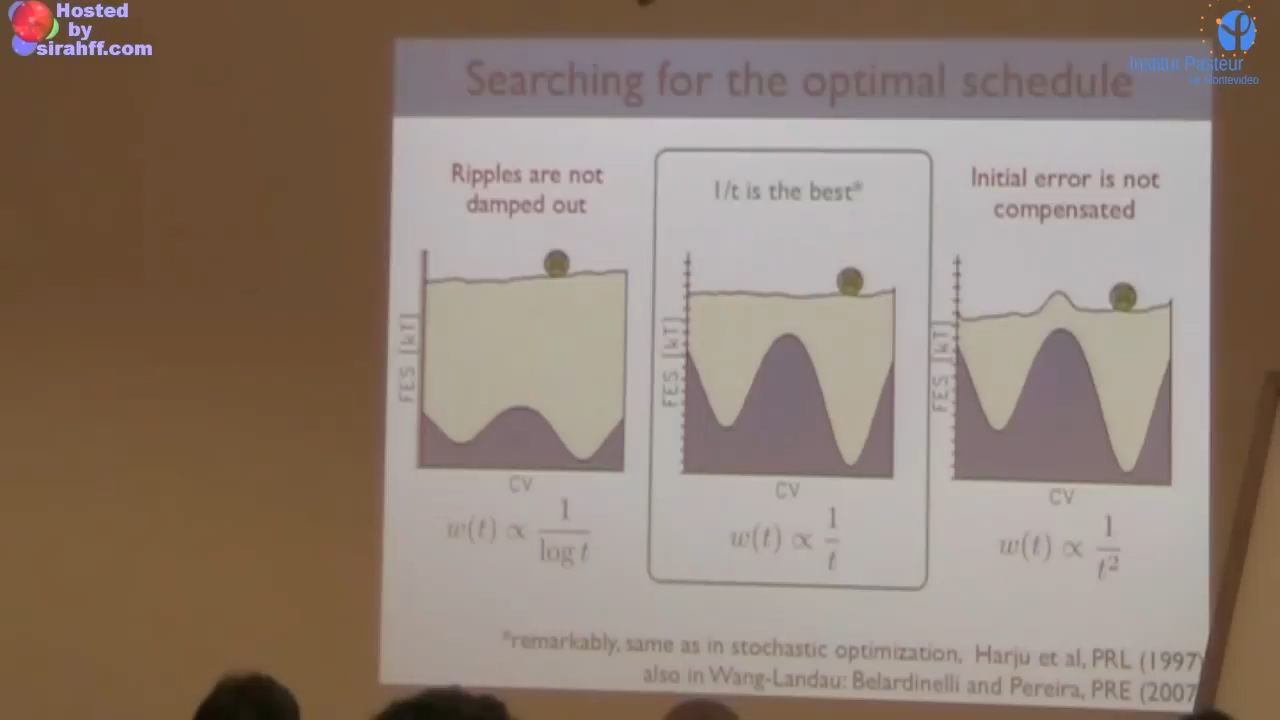 Hosted
by
sirahff.com
Institut Pasteur
de Montevideo
Searching for the optimal schedule
Ripples are not
damped out
1/t is the best*
Initial error is not
compensated
FES [kT]
FES [kT]
FES [kT]
CV
CV
CV
w(t) ∝ 1/log t
w(t) ∝ 1/t
w(t) ∝ 1/t²
*remarkably, same as in stochastic optimization. Harju et al, PRL (1997)
also in Wang-Landau: Belardinelli and Pereira, PRE (2007